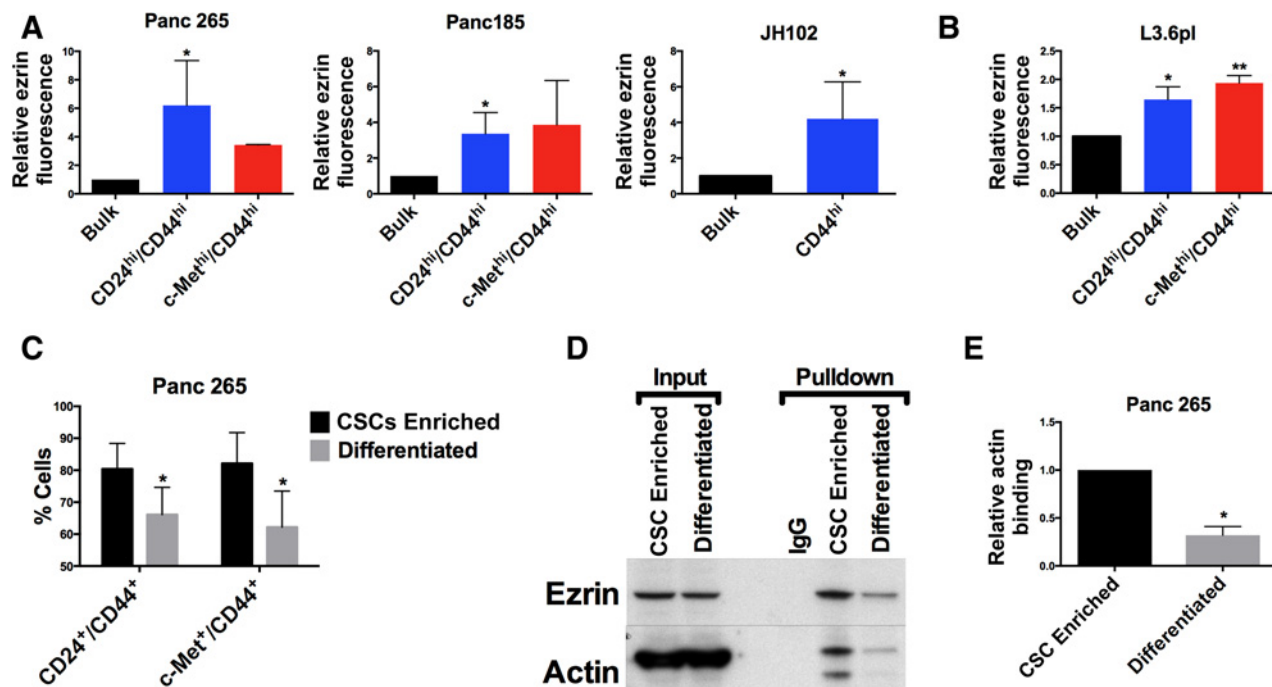 A
Panc 265
Relative ezrin
fluorescence
10
8
6
4
2
0
*
Bulk
CD24hi/CD44hi
c-Methi/CD44hi
Panc185
Relative ezrin
fluorescence
8
6
4
2
0
*
Bulk
CD24hi/CD44hi
c-Methi/CD44hi
JH102
Relative ezrin
fluorescence
8
6
4
2
0
*
Bulk
CD44hi
B
L3.6pl
Relative ezrin
fluorescence
2.5
2.0
1.5
1.0
0.5
0.0
*
**
Bulk
CD24hi/CD44hi
c-Methi/CD44hi
C
Panc 265
% Cells
100
90
80
70
60
50
*
*
CD24+/CD44+
c-Met+/CD44+
CSCs Enriched
Differentiated
D
Input
Pulldown
CSC Enriched
Differentiated
IgG
CSC Enriched
Differentiated
Ezrin
Actin
E
Panc 265
Relative actin
binding
1.5
1.0
0.5
0.0
*
CSC Enriched
Differentiated